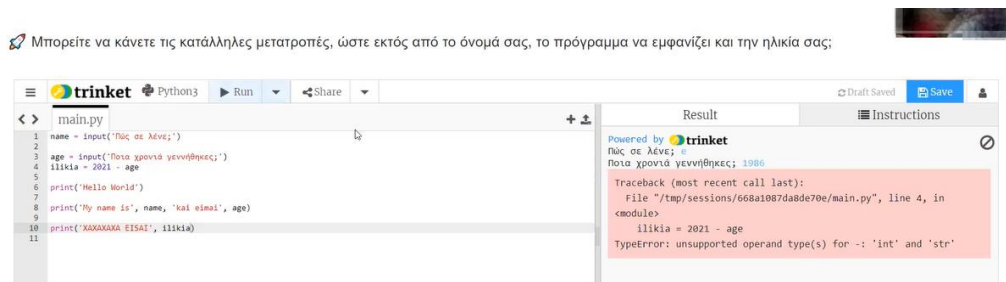 🚀 Μπορείτε να κάνετε τις κατάλληλες μετατροπές, ώστε εκτός από το όνομά σας, το πρόγραμμα να εμφανίζει και την ηλικία σας;
trinket Python3 Run Share Draft Saved Save
main.py
Result Instructions
1 name = input('Πώς σε λένε;')
2
3 age = input('Ποια χρονιά γεννήθηκες;')
4 ilikia = 2021 - age
5
6 print('Hello World')
7
8 print('My name is', name, 'kai eimai', age)
9
10 print('XAXAXAXA EISAI', ilikia)
11
Powered by trinket
Πώς σε λένε; e
Ποια χρονιά γεννήθηκες; 1986
Traceback (most recent call last):
File "/tmp/sessions/668a1087da8de70e/main.py", line 4, in
<module>
ilikia = 2021 - age
TypeError: unsupported operand type(s) for -: 'int' and 'str'